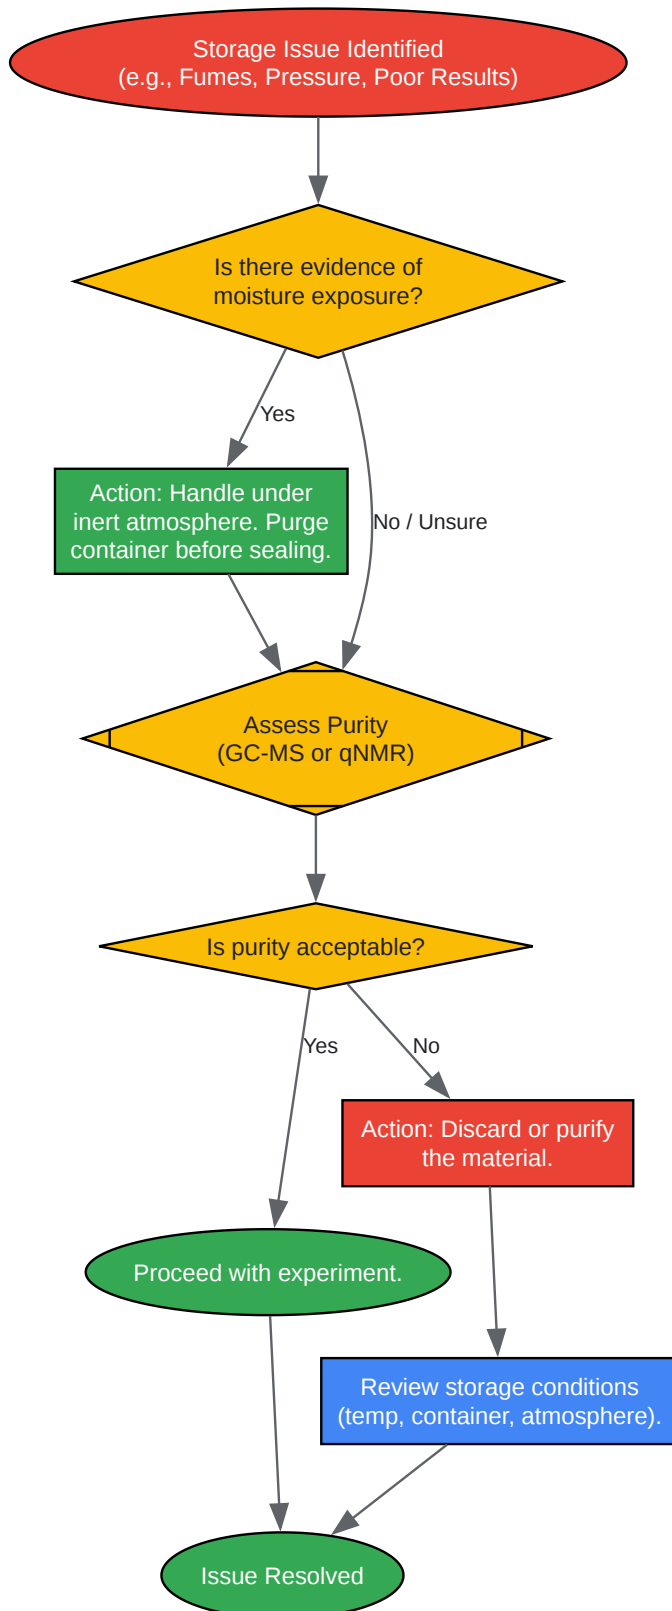 Storage Issue Identified
(e.g., Fumes, Pressure, Poor Results)
Is there evidence of
moisture exposure?
Yes
Action: Handle under
inert atmosphere. Purge
container before sealing.
No / Unsure
Assess Purity
(GC-MS or qNMR)
Is purity acceptable?
Yes
No
Action: Discard or purify
the material.
Proceed with experiment.
Review storage conditions
(temp, container, atmosphere).
Issue Resolved